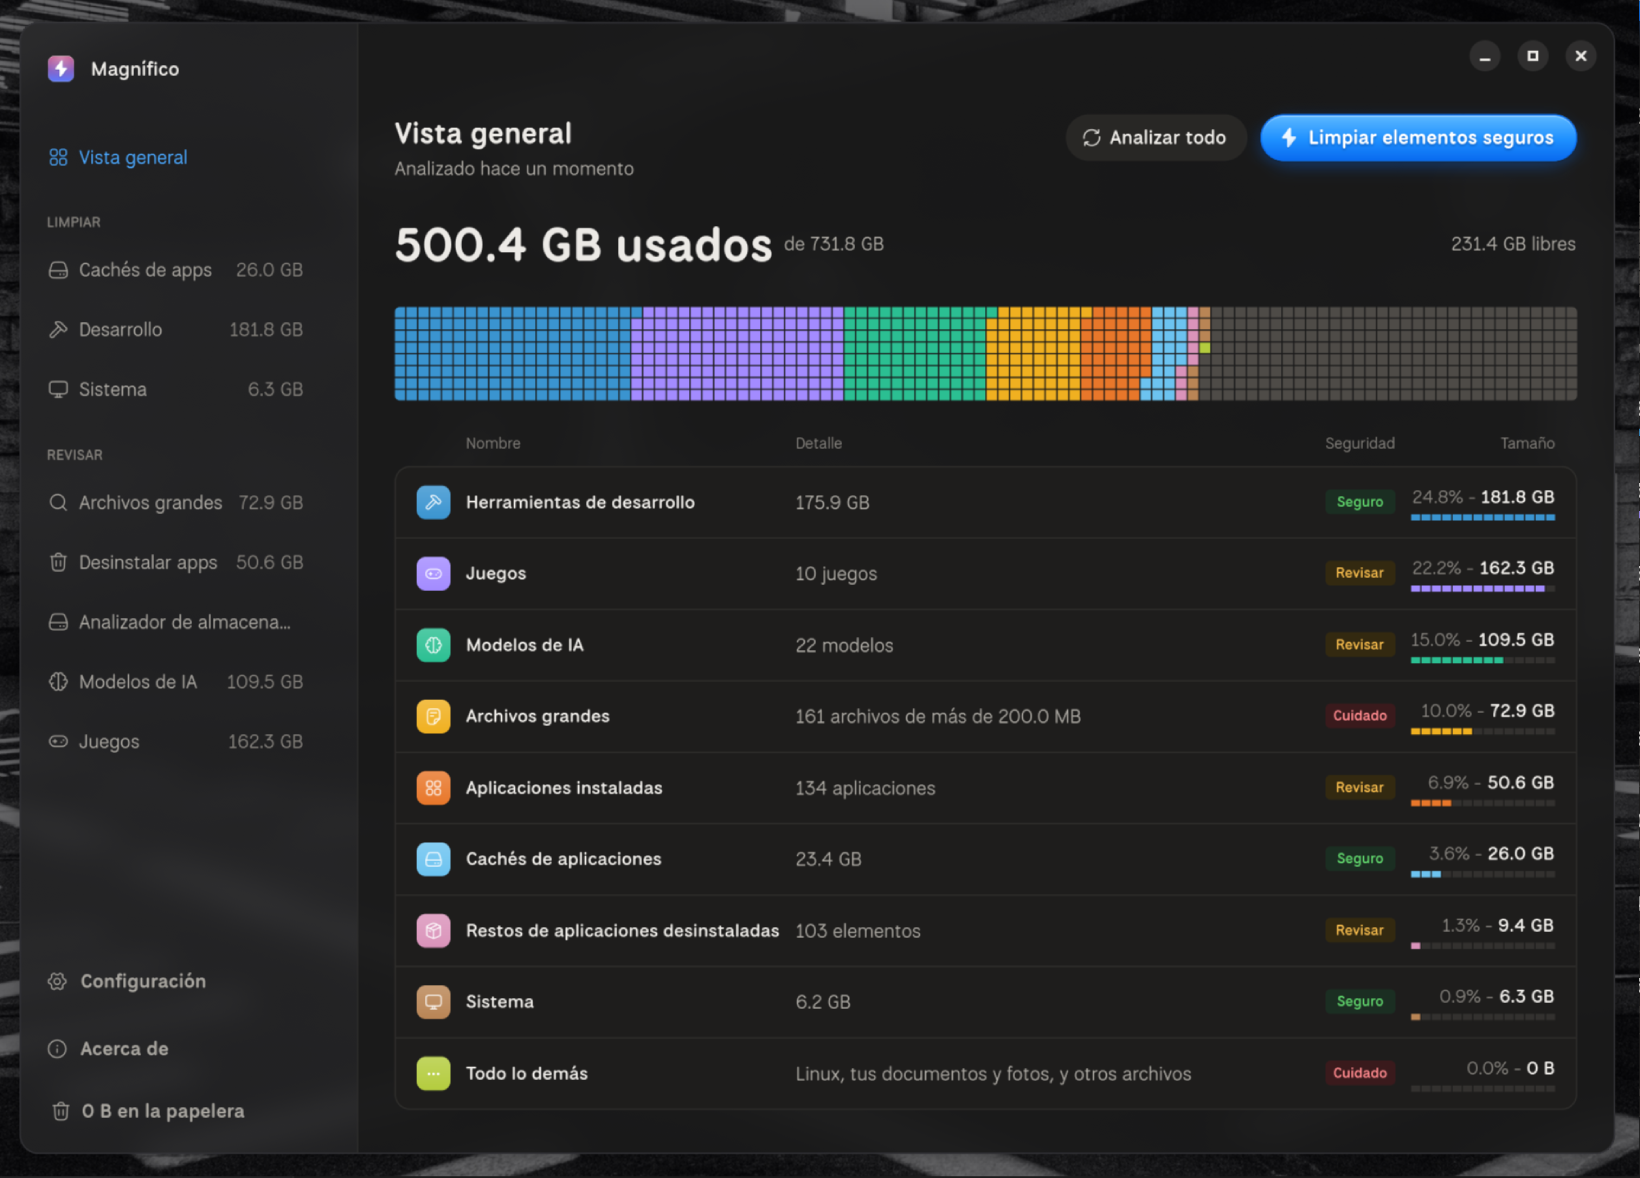 Magnífico
Vista general
LIMPIAR
Cachés de apps 26.0 GB
Desarrollo 181.8 GB
Sistema 6.3 GB
REVISAR
Archivos grandes 72.9 GB
Desinstalar apps 50.6 GB
Analizador de almacena...
Modelos de IA 109.5 GB
Juegos 162.3 GB
Configuración
Acerca de
0 B en la papelera
Vista general
Analizado hace un momento
Analizar todo
Limpiar elementos seguros
500.4 GB usados de 731.8 GB
231.4 GB libres
Nombre Detalle Seguridad Tamaño
Herramientas de desarrollo 175.9 GB Seguro 24.8% - 181.8 GB
Juegos 10 juegos Revisar 22.2% - 162.3 GB
Modelos de IA 22 modelos Revisar 15.0% - 109.5 GB
Archivos grandes 161 archivos de más de 200.0 MB Cuidado 10.0% - 72.9 GB
Aplicaciones instaladas 134 aplicaciones Revisar 6.9% - 50.6 GB
Cachés de aplicaciones 23.4 GB Seguro 3.6% - 26.0 GB
Restos de aplicaciones desinstaladas 103 elementos Revisar 1.3% - 9.4 GB
Sistema 6.2 GB Seguro 0.9% - 6.3 GB
Todo lo demás Linux, tus documentos y fotos, y otros archivos Cuidado 0.0% - 0 B